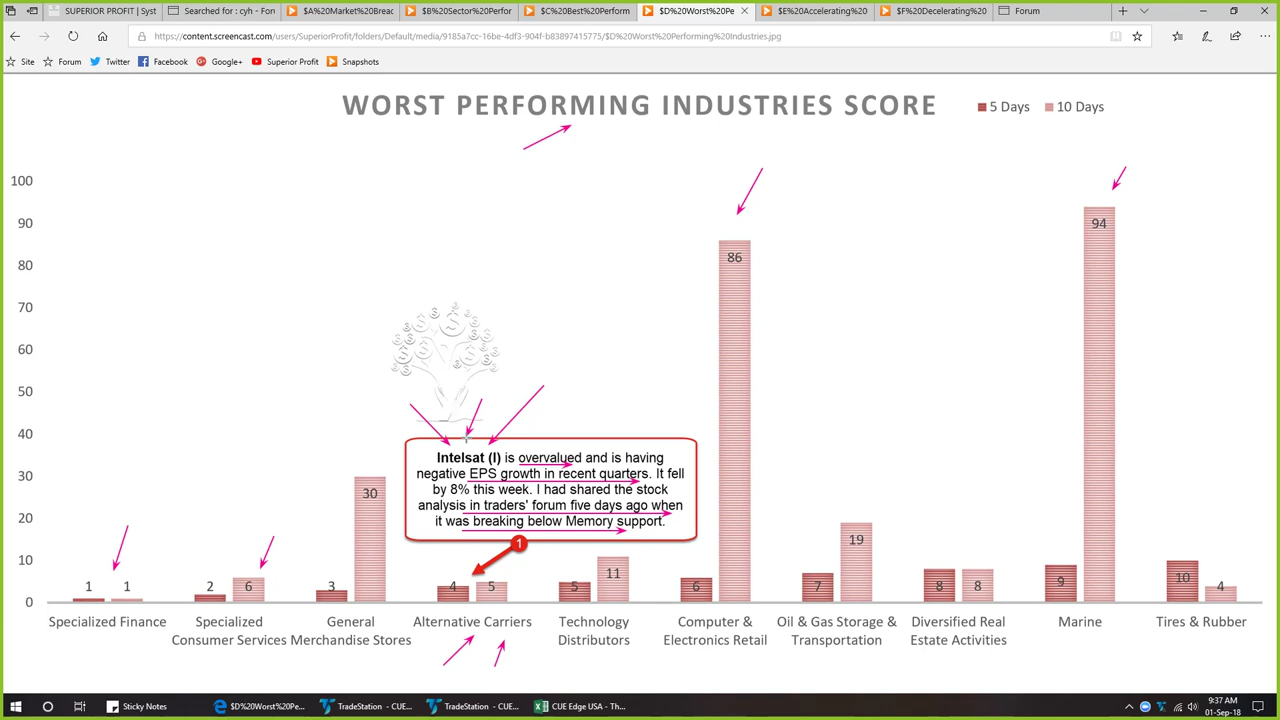 SUPERIOR PROFIT | Syst
Searched for : cyh - Forı
$A%20Market%20Breac
$B%20Sector%20Perfor
$C%20Best%20Perform
$D%20Worst%20Pe
$E%20Accelerating%20
$F%20Decelerating%20
Forum
https://content.screencast.com/users/SuperiorProfit/folders/Default/media/9185a7cc-16be-4df3-904f-b83897415775/$D%20Worst%20Performing%20Industries.jpg
Site Forum Twitter Facebook Google+ Superior Profit Snapshots
WORST PERFORMING INDUSTRIES SCORE
5 Days 10 Days
100
90
80
70
60
50
40
30
20
10
0
1 1 2 6 3 30 4 5 5 11 6 86 7 19 8 8 9 94 10 4
Intelsat (I) is overvalued and is having
negative EPS growth in recent quarters. It fell
by 8% this week. I had shared the stock
analysis in traders' forum five days ago when
it was breaking below Memory support.
1
Specialized Finance
Specialized
Consumer Services
General
Merchandise Stores
Alternative Carriers
Technology
Distributors
Computer &
Electronics Retail
Oil & Gas Storage &
Transportation
Diversified Real
Estate Activities
Marine
Tires & Rubber
Sticky Notes
$D%20Worst%20Pe...
TradeStation - CUE...
TradeStation - CUE...
CUE Edge USA - Th...
9:37 AM
01-Sep-18